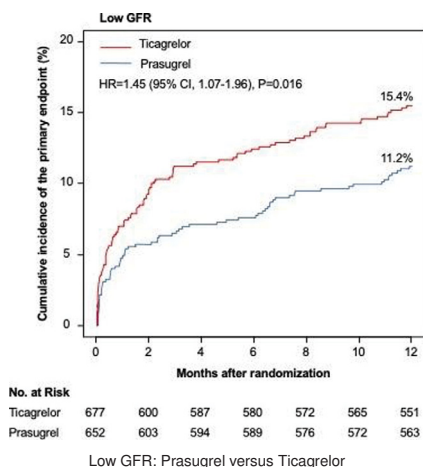 Low GFR
20
15
10
5
0
Cumulative incidence of the primary endpoint (%)
Ticagrelor
Prasugrel
HR=1.45 (95% CI, 1.07-1.96), P=0.016
15.4%
11.2%
0 2 4 6 8 10 12
Months after randomization
No. at Risk
Ticagrelor 677 600 587 580 572 565 551
Prasugrel 652 603 594 589 576 572 563
Low GFR: Prasugrel versus Ticagrelor